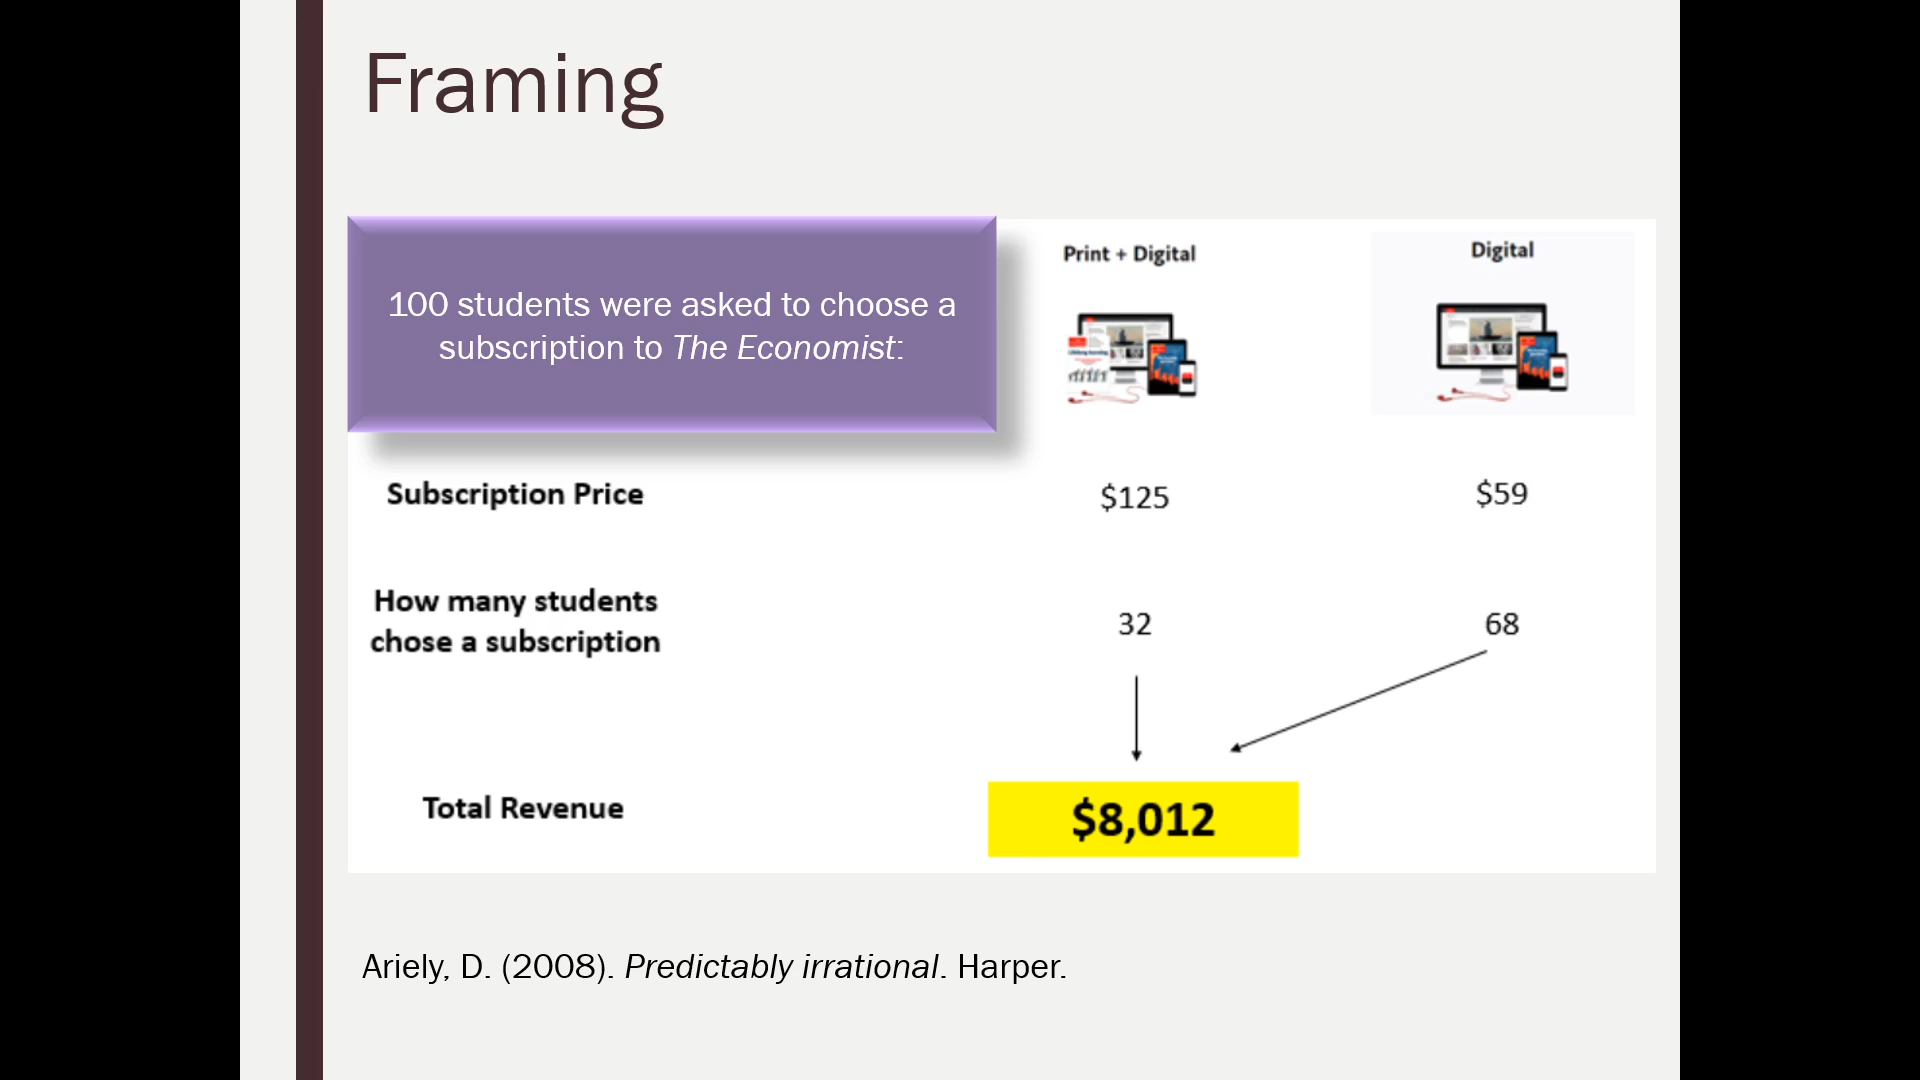 Framing
100 students were asked to choose a
subscription to The Economist:
Print + Digital
Digital
Subscription Price
$125
$59
How many students
chose a subscription
32
68
Total Revenue
$8,012
Ariely, D. (2008). Predictably irrational. Harper.